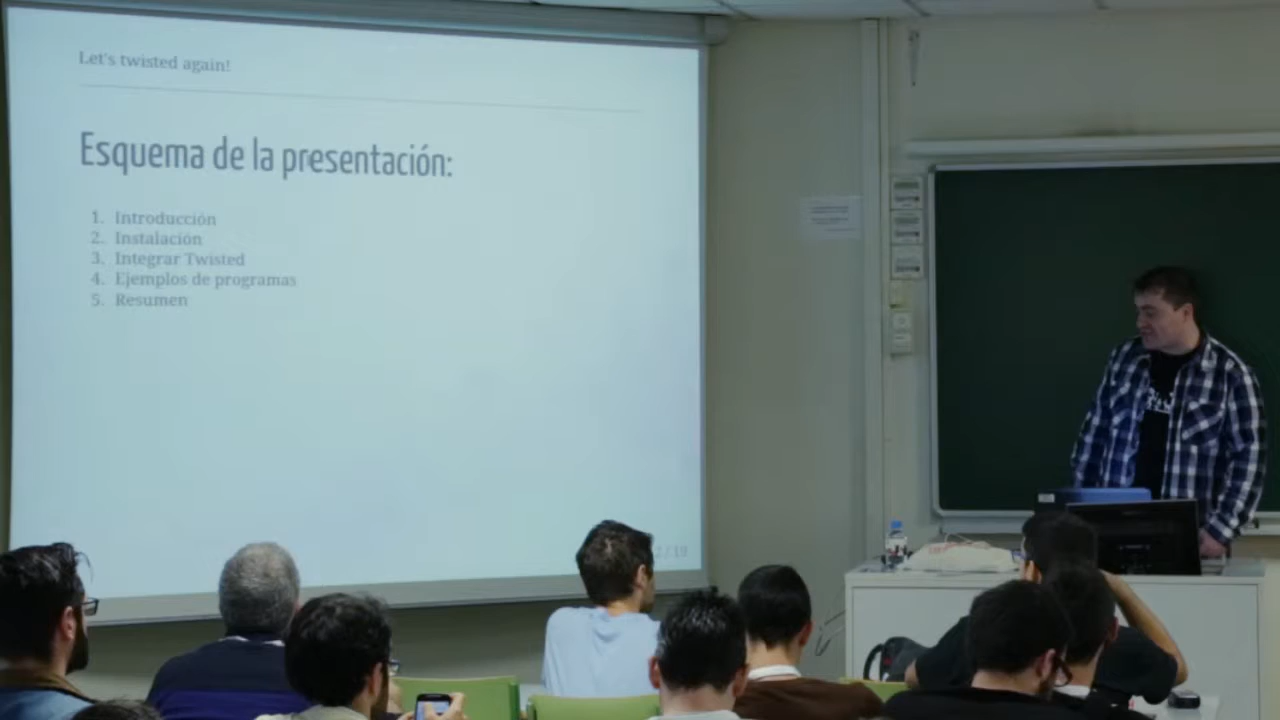 Let's twisted again!
Esquema de la presentación:
1. Introducción
2. Instalación
3. Integrar Twisted
4. Ejemplos de programas
5. Resumen
/ 19